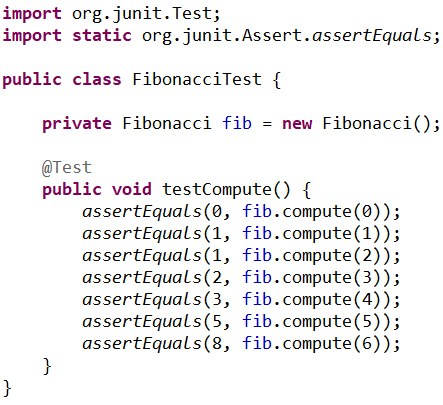 import org.junit.Test;
import static org.junit.Assert.assertEquals;

public class FibonacciTest {

    private Fibonacci fib = new Fibonacci();

    @Test
    public void testCompute() {
        assertEquals(0, fib.compute(0));
        assertEquals(1, fib.compute(1));
        assertEquals(1, fib.compute(2));
        assertEquals(2, fib.compute(3));
        assertEquals(3, fib.compute(4));
        assertEquals(5, fib.compute(5));
        assertEquals(8, fib.compute(6));
    }
}